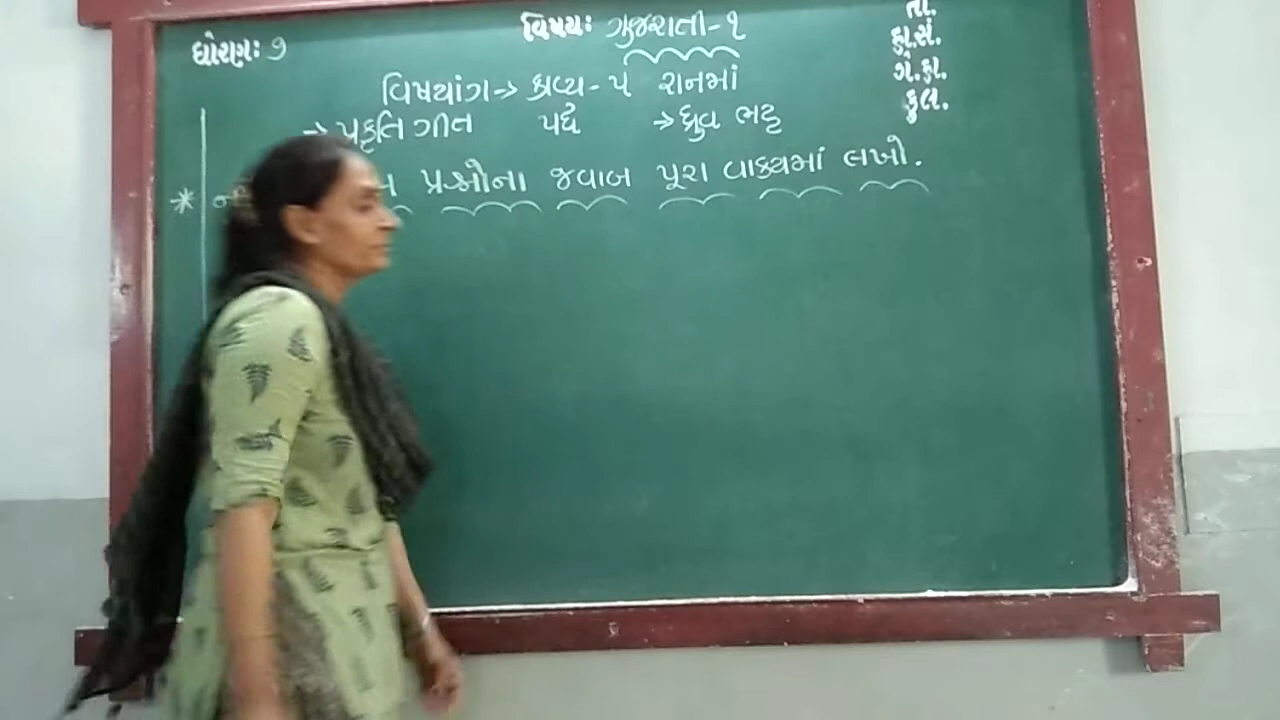 ધોરણઃ ૭
વિષયઃ ગુજરાતી-૧
તા.
હા.સં.
ગે.હા.
કુલ.
વિષયાંગ→ કાવ્ય-૫ રાનમાં
→ પ્રકૃતિ ગીત પદ્ય → ધ્રુવ ભટ્ટ
* પ્રશ્નોના જવાબ પૂરા વાક્યમાં લખો.